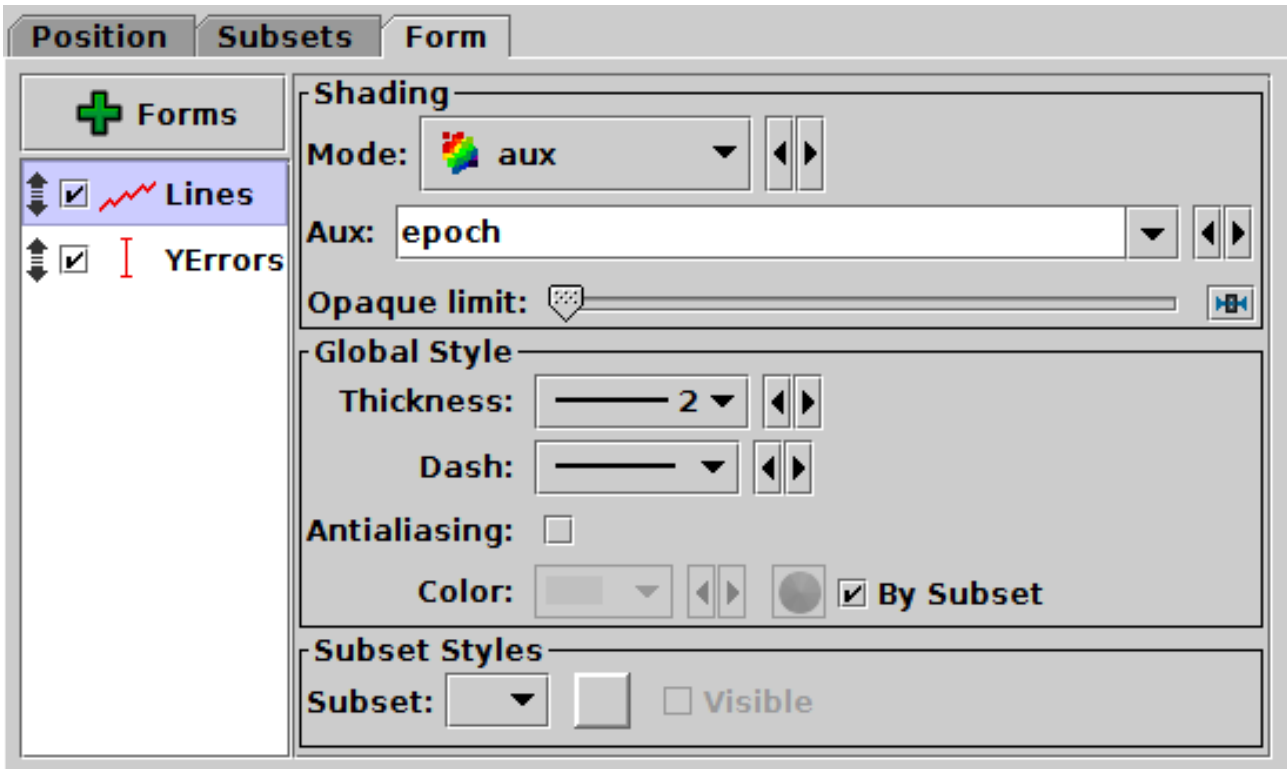 Position Subsets Form
Forms
Lines
YErrors
Shading
Mode: aux
Aux: epoch
Opaque limit:
Global Style
Thickness: 2
Dash:
Antialiasing:
Color: By Subset
Subset Styles
Subset: Visible